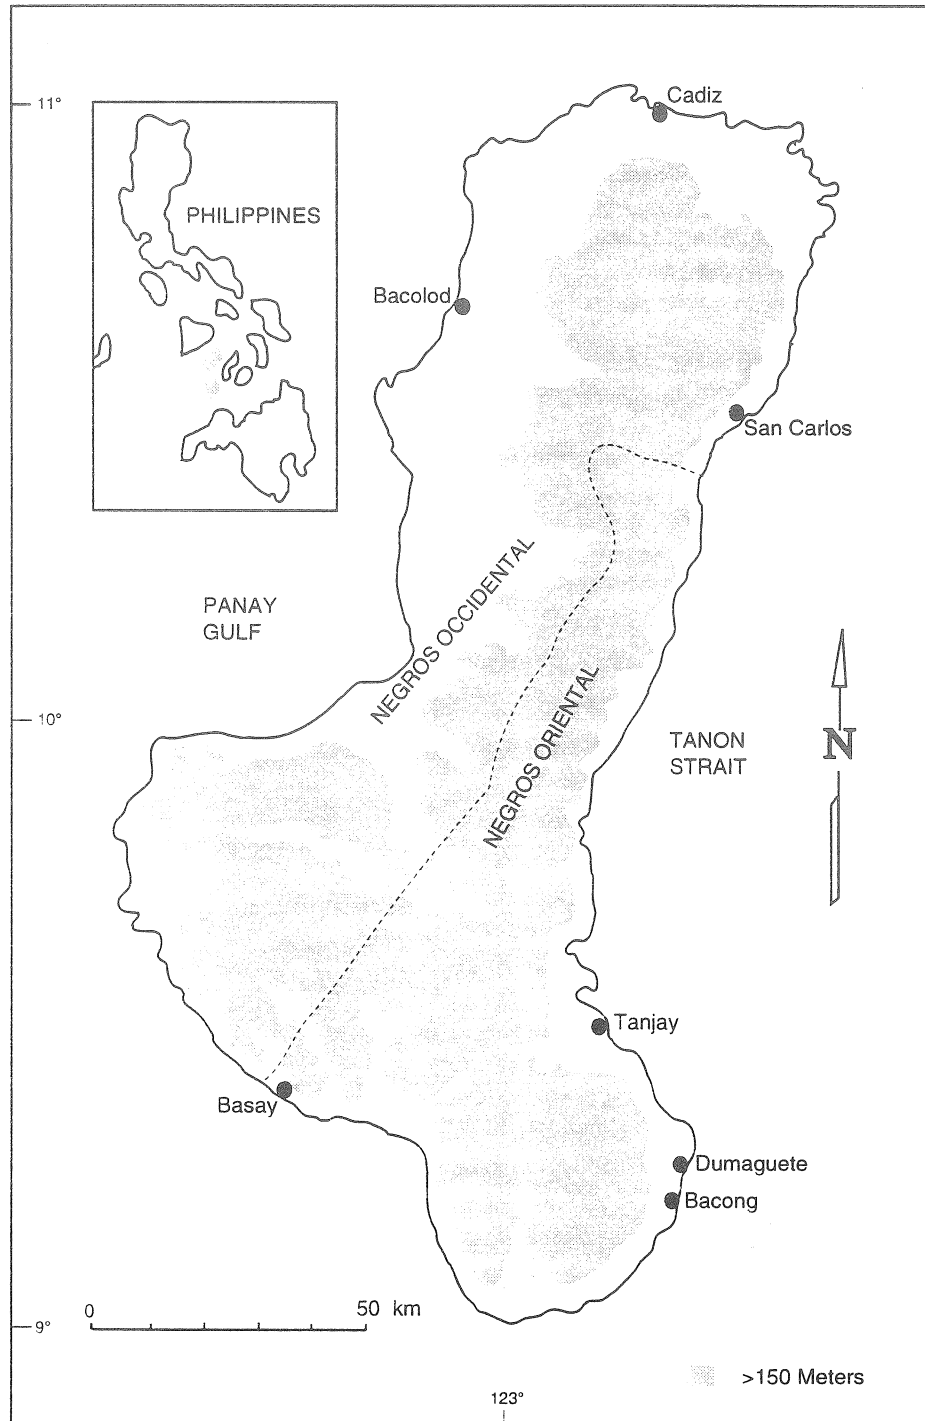 11°
Cadiz
PHILIPPINES
Bacolod
San Carlos
NEGROS OCCIDENTAL
PANAY
GULF
10°
NEGROS ORIENTAL
TANON
STRAIT
N
Tanjay
Basay
Dumaguete
Bacong
0 50 km
9°
>150 Meters
123°